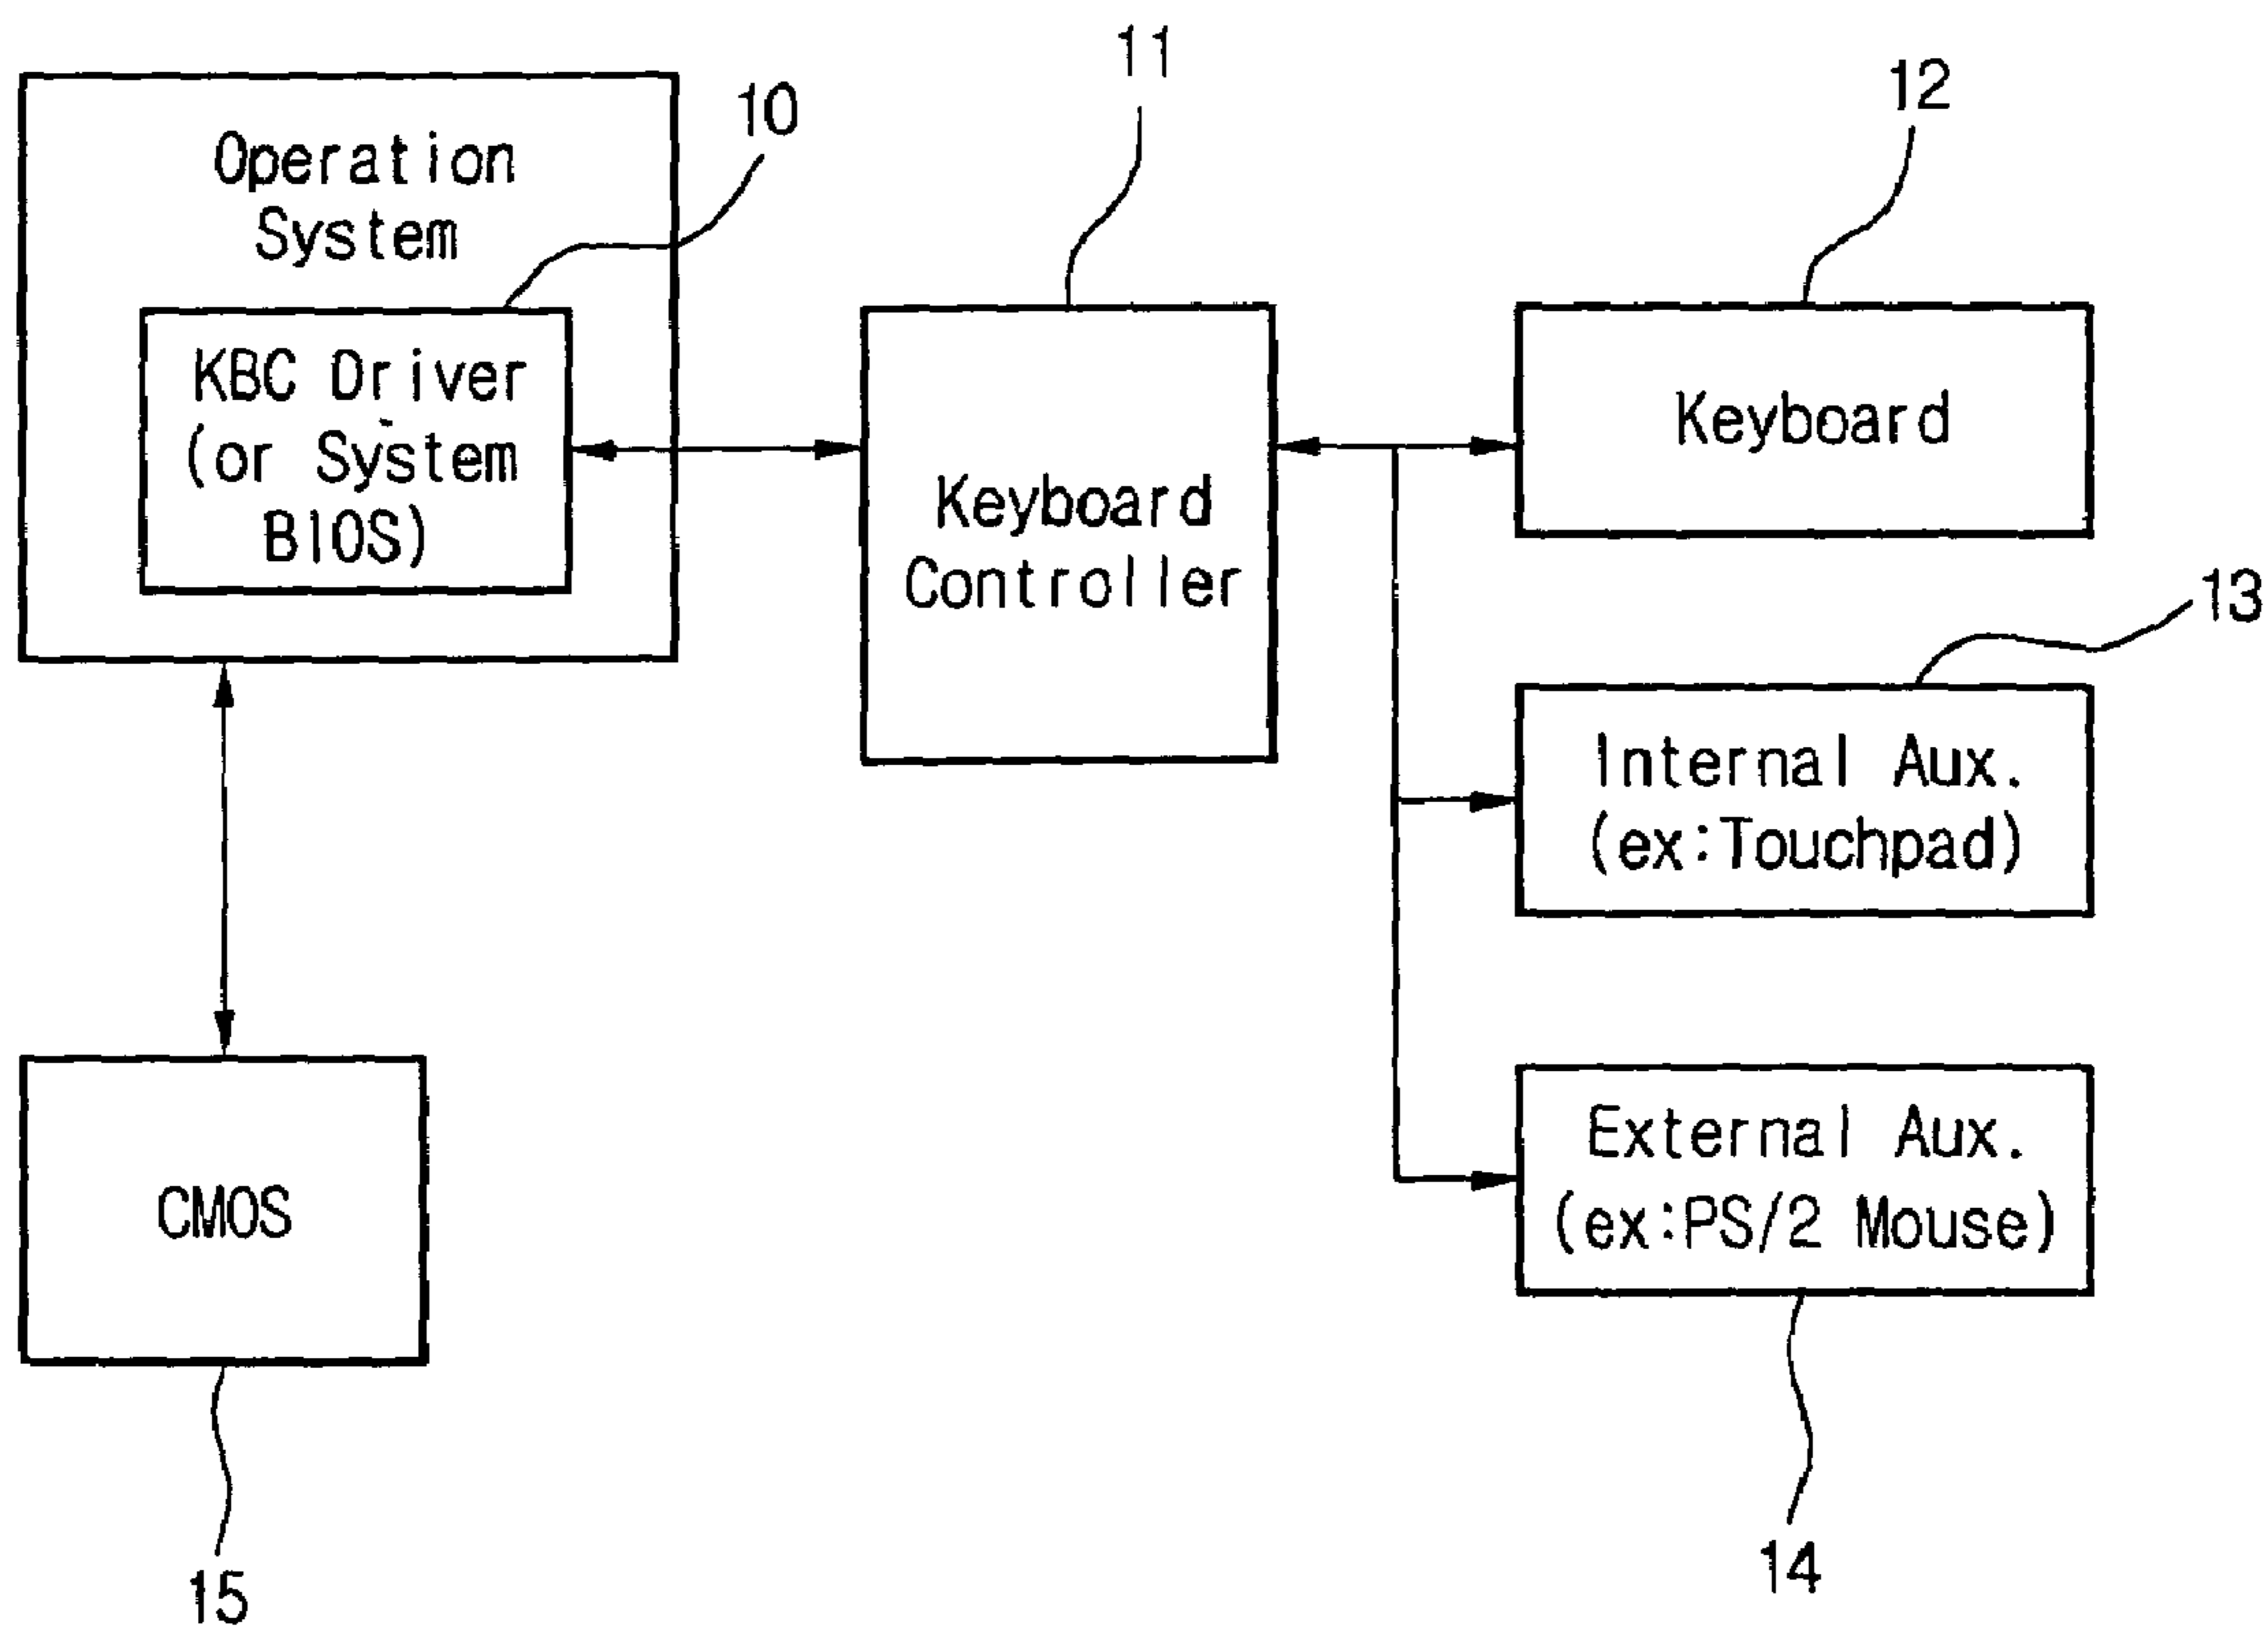 11
12
10
Operation
System
KBC Driver
(or System
BIOS)
Keyboard
Controller
Keyboard
13
Internal Aux.
(ex:Touchpad)
External Aux.
(ex:PS/2 Mouse)
CMOS
14
15